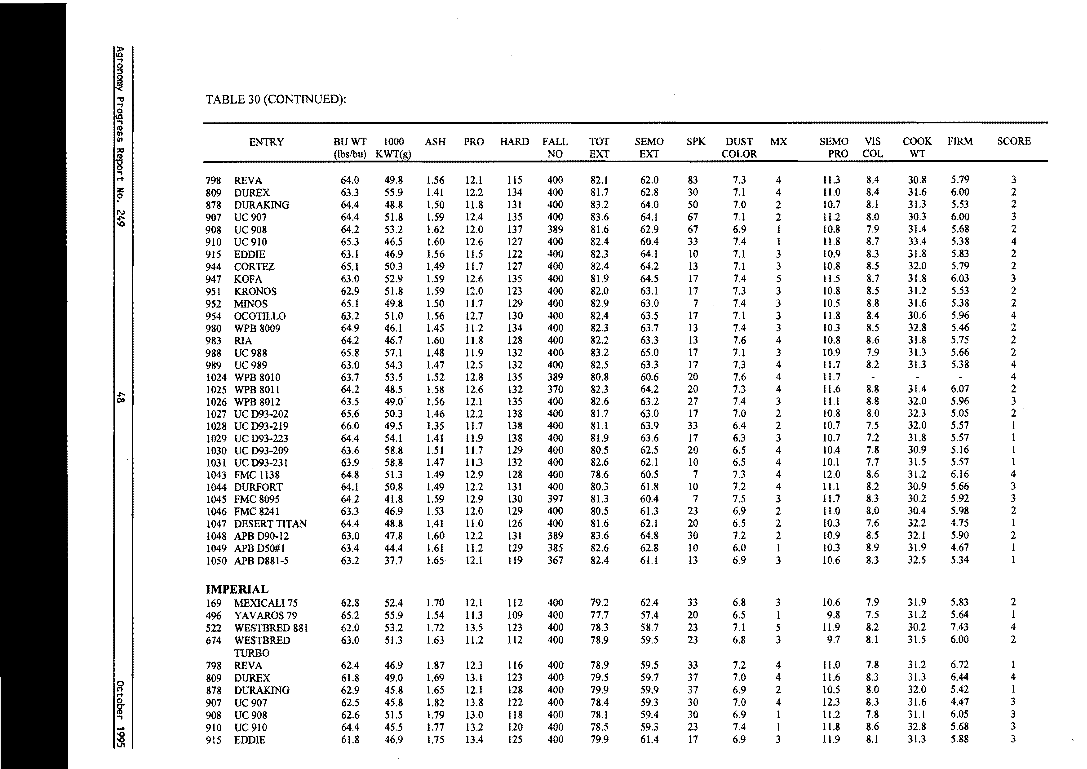 TABLE 30 (CONTINUED):
ENTRY BU WT 1000 ASH PRO HARD FALL TOT SEMO SPK DUST MX SEMO VIS COOK FIRM SCORE
(lbs/bu) KWT(g) NO EXT EXT COLOR PRO COL WT
798 REVA 64.0 49.8 1.56 12.1 115 400 82.1 62.0 83 7.3 4 11.3 8.4 30.8 5.79 3
809 DUREX 63.3 55.9 1.41 12.2 134 400 81.7 62.8 30 7.1 4 11.0 8.4 31.6 6.00 2
878 DURAKING 64.4 48.8 1.50 11.8 131 400 83.2 64.0 50 7.0 2 10.7 8.1 31.3 5.53 2
907 UC 907 64.4 51.8 1.59 12.4 135 400 83.6 64.1 67 7.1 2 11.2 8.0 30.3 6.00 3
908 UC 908 64.2 53.2 1.62 12.0 137 389 81.6 62.9 67 6.9 1 10.8 7.9 31.4 5.68 2
910 UC 910 65.3 46.5 1.60 12.6 127 400 82.4 60.4 33 7.4 1 11.8 8.7 33.4 5.38 4
915 EDDIE 63.1 46.9 1.56 11.5 122 400 82.3 64.1 10 7.1 3 10.9 8.3 31.8 5.83 2
944 CORTEZ 65.1 50.3 1.49 11.7 127 400 82.4 64.2 13 7.1 3 10.8 8.5 32.0 5.79 2
947 KOFA 63.0 52.9 1.59 12.6 135 400 81.9 64.5 17 7.4 5 11.5 8.7 31.8 6.03 3
951 KRONOS 62.9 51.8 1.59 12.0 123 400 82.0 63.1 17 7.3 3 10.8 8.5 31.2 5.53 2
952 MINOS 65.1 49.8 1.50 11.7 129 400 82.9 63.0 7 7.4 3 10.5 8.8 31.6 5.38 2
954 OCOTILLO 63.2 51.0 1.56 12.7 130 400 82.4 63.5 17 7.1 3 11.8 8.4 30.6 5.96 4
980 WPB 8009 64.9 46.1 1.45 11.2 134 400 82.3 63.7 13 7.4 3 10.3 8.5 32.8 5.46 2
983 RIA 64.2 46.7 1.60 11.8 128 400 82.2 63.3 13 7.6 4 10.8 8.6 31.8 5.75 2
988 UC 988 65.8 57.1 1.48 11.9 132 400 83.2 65.0 17 7.1 3 10.9 7.9 31.3 5.66 2
989 UC 989 63.0 54.3 1.47 12.5 132 400 82.5 63.3 17 7.3 4 11.7 8.2 31.3 5.38 4
1024 WPB 8010 63.7 53.5 1.52 12.8 135 389 80.8 60.6 20 7.6 4 11.7 - - - 4
1025 WPB 8011 64.2 48.5 1.58 12.6 132 370 82.3 64.2 20 7.3 4 11.6 8.8 31.4 6.07 2
1026 WPB 8012 63.5 49.0 1.56 12.1 135 400 82.6 63.2 27 7.4 3 11.1 8.8 32.0 5.96 3
1027 UC D93-202 65.6 50.3 1.46 12.2 138 400 81.7 63.0 17 7.0 2 10.8 8.0 32.3 5.05 2
1028 UC D93-219 66.0 49.5 1.35 11.7 138 400 81.1 63.9 33 6.4 2 10.7 7.5 32.0 5.57 1
1029 UC D93-223 64.4 54.1 1.41 11.9 138 400 81.9 63.6 17 6.3 3 10.7 7.2 31.8 5.57 1
1030 UC D93-209 63.6 58.8 1.51 11.7 129 400 80.5 62.5 20 6.5 4 10.4 7.8 30.9 5.16 1
1031 UC D93-231 63.9 58.8 1.47 11.3 132 400 82.6 62.1 10 6.5 4 10.1 7.7 31.5 5.57 1
1043 FMC 1138 64.8 51.3 1.49 12.9 128 400 78.6 60.5 7 7.3 4 12.0 8.6 31.2 6.16 4
1044 DURFORT 64.1 50.8 1.49 12.2 131 400 80.3 61.8 10 7.2 4 11.1 8.2 30.9 5.66 3
1045 FMC 8095 64.2 41.8 1.59 12.9 130 397 81.3 60.4 7 7.5 3 11.7 8.3 30.2 5.92 3
1046 FMC 8241 63.3 46.9 1.53 12.0 129 400 80.5 61.3 23 6.9 2 11.0 8.0 30.4 5.98 2
1047 DESERT TITAN 64.4 48.8 1.41 11.0 126 400 81.6 62.1 20 6.5 2 10.3 7.6 32.2 4.75 1
1048 APB D90-12 63.0 47.8 1.60 12.2 131 389 83.6 64.8 30 7.2 2 10.9 8.5 32.1 5.90 2
1049 APB D50#1 63.4 44.4 1.61 11.2 129 385 82.6 62.8 10 6.0 1 10.3 8.9 31.9 4.67 1
1050 APB D881-5 63.2 37.7 1.65 12.1 119 367 82.4 61.1 13 6.9 3 10.6 8.3 32.5 5.34 1
IMPERIAL
169 MEXICALI 75 62.8 52.4 1.70 12.1 112 400 79.2 62.4 33 6.8 3 10.6 7.9 31.9 5.83 2
496 YAVAROS 79 65.2 55.9 1.54 11.3 109 400 77.7 57.4 20 6.5 1 9.8 7.5 31.2 5.64 1
522 WESTBRED 881 62.0 53.2 1.72 13.5 123 400 78.3 58.7 23 7.1 5 11.9 8.2 30.2 7.43 4
674 WESTBRED 63.0 51.3 1.63 11.2 112 400 78.9 59.5 23 6.8 3 9.7 8.1 31.5 6.00 2
TURBO
798 REVA 62.4 46.9 1.87 12.3 116 400 78.9 59.5 33 7.2 4 11.0 7.8 31.2 6.72 1
809 DUREX 61.8 49.0 1.69 13.1 123 400 79.5 59.7 37 7.0 4 11.6 8.3 31.3 6.44 4
878 DURAKING 62.9 45.8 1.65 12.1 128 400 79.9 59.9 37 6.9 2 10.5 8.0 32.0 5.42 1
907 UC 907 62.5 45.8 1.82 13.8 122 400 78.4 59.3 30 7.0 4 12.3 8.3 31.6 4.47 3
908 UC 908 62.6 51.5 1.79 13.0 118 400 78.1 59.4 30 6.9 1 11.2 7.8 31.1 6.05 3
910 UC 910 64.4 45.5 1.77 13.2 120 400 78.5 59.3 23 7.4 1 11.8 8.6 32.8 5.68 3
915 EDDIE 61.8 46.9 1.75 13.4 125 400 79.9 61.4 17 6.9 3 11.9 8.1 31.3 5.88 3
Agronomy Progress Report No. 249
48
October 1995